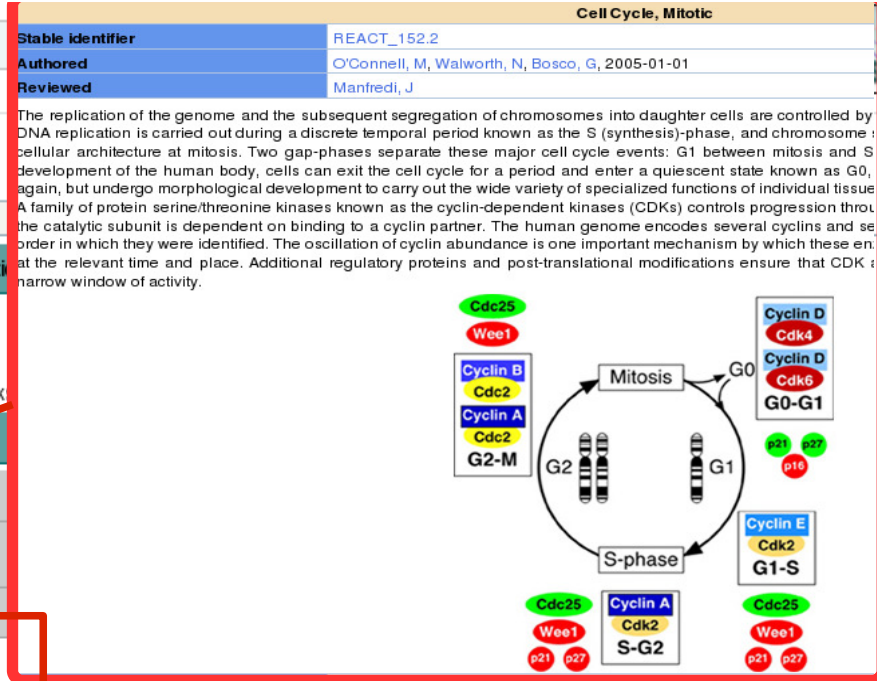 Cell Cycle, Mitotic
Stable identifier REACT_152.2
Authored O'Connell, M, Walworth, N, Bosco, G, 2005-01-01
Reviewed Manfredi, J
The replication of the genome and the subsequent segregation of chromosomes into daughter cells are controlled by
DNA replication is carried out during a discrete temporal period known as the S (synthesis)-phase, and chromosome
cellular architecture at mitosis. Two gap-phases separate these major cell cycle events: G1 between mitosis and S
development of the human body, cells can exit the cell cycle for a period and enter a quiescent state known as G0,
again, but undergo morphological development to carry out the wide variety of specialized functions of individual tissue
A family of protein serine/threonine kinases known as the cyclin-dependent kinases (CDKs) controls progression throu
the catalytic subunit is dependent on binding to a cyclin partner. The human genome encodes several cyclins and se
order in which they were identified. The oscillation of cyclin abundance is one important mechanism by which these en
at the relevant time and place. Additional regulatory proteins and post-translational modifications ensure that CDK
narrow window of activity.
Cdc25
Wee1
Cyclin B
Cdc2
Cyclin A
Cdc2
G2-M
Mitosis
G0
Cyclin D
Cdk4
Cyclin D
Cdk6
G0-G1
p21 p27
p16
G2
G1
Cyclin E
Cdk2
G1-S
S-phase
Cdc25
Wee1
p21 p27
Cyclin A
Cdk2
S-G2
Cdc25
Wee1
p21 p27